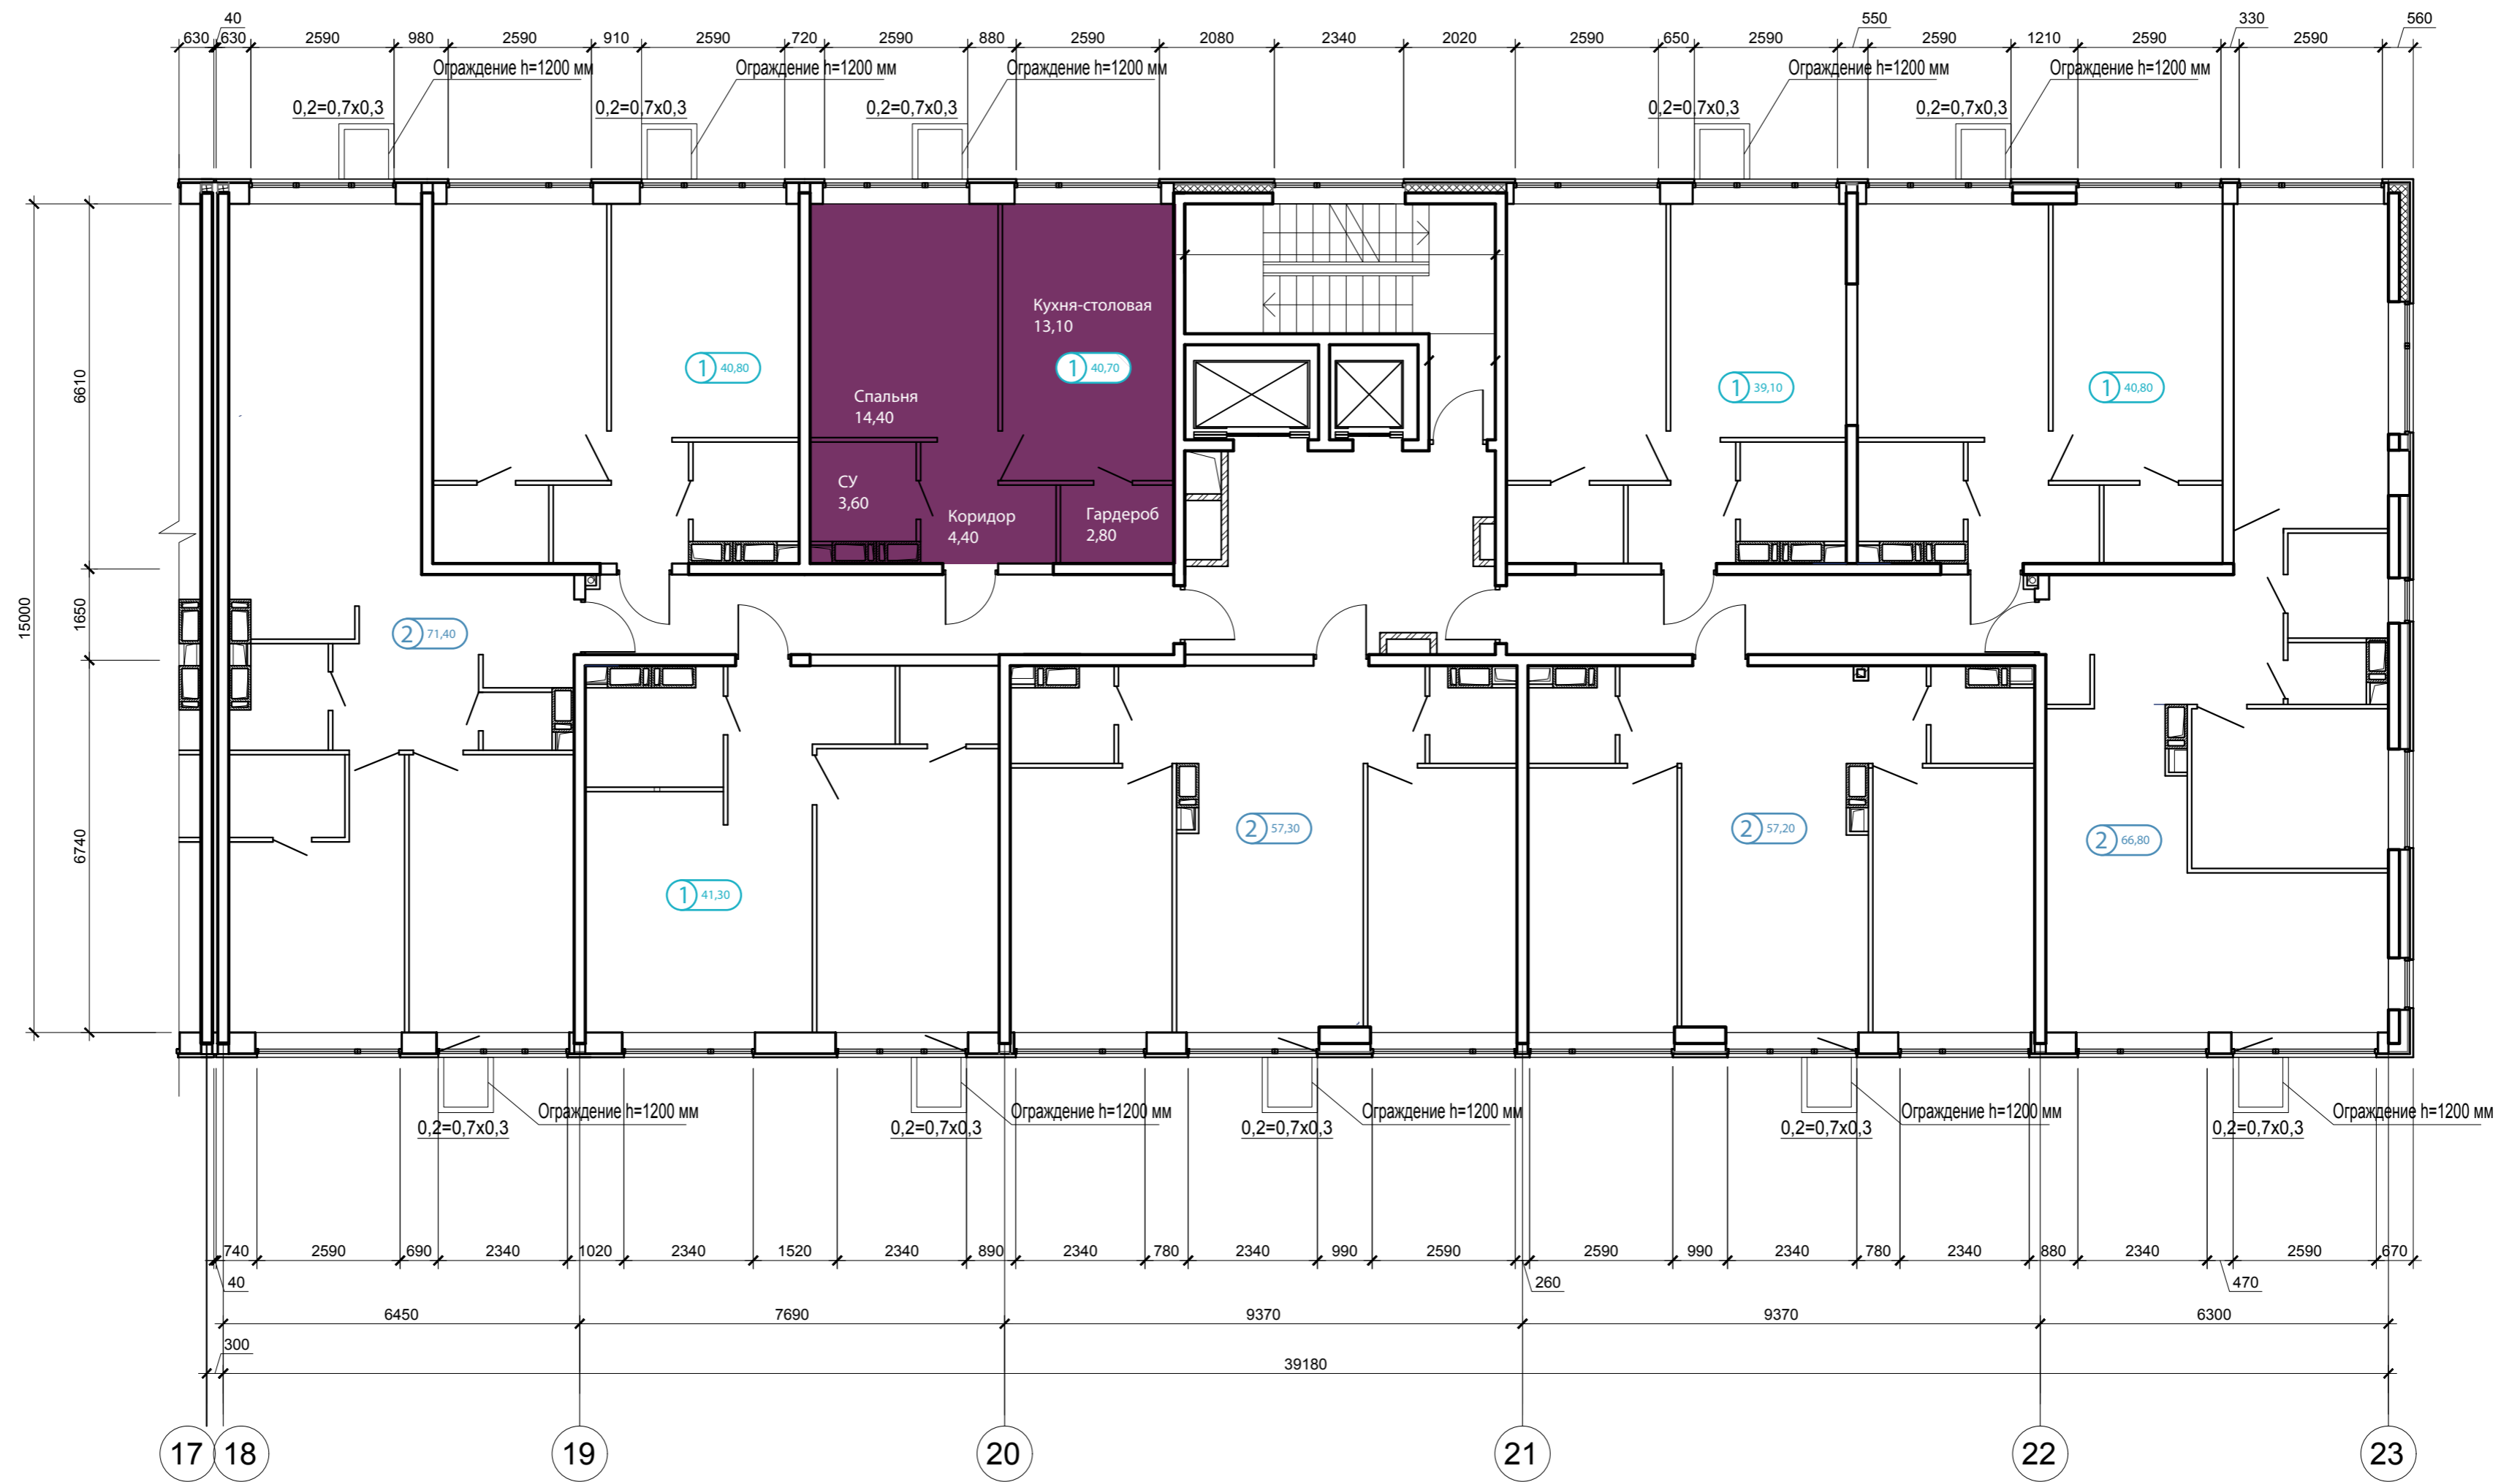 40 550 330 560
630 630 2590 980 2590 910 2590 720 2590 880 2590 2080 2340 2020 2590 650 2590 2590 1210 2590 2590
Ограждение h=1200 мм Ограждение h=1200 мм Ограждение h=1200 мм Ограждение h=1200 мм Ограждение h=1200 мм
0,2=0,7x0,3 0,2=0,7x0,3 0,2=0,7x0,3 0,2=0,7x0,3 0,2=0,7x0,3
15000
6610
1650
6740
1 40,80
Кухня-столовая
13,10
1 40,70
Спальня
14,40
СУ
3,60
Коридор
4,40
Гардероб
2,80
1 39,10
1 40,80
2 71,40
1 41,30
2 57,30
2 57,20
2 66,80
Ограждение h=1200 мм Ограждение h=1200 мм Ограждение h=1200 мм Ограждение h=1200 мм Ограждение h=1200 мм
0,2=0,7x0,3 0,2=0,7x0,3 0,2=0,7x0,3 0,2=0,7x0,3 0,2=0,7x0,3
740 2590 690 2340 1020 2340 1520 2340 890 2340 780 2340 990 2590 2590 990 2340 780 2340 880 2340 2590 670
40 260 470
6450 7690 9370 9370 6300
300
39180
17 18 19 20 21 22 23